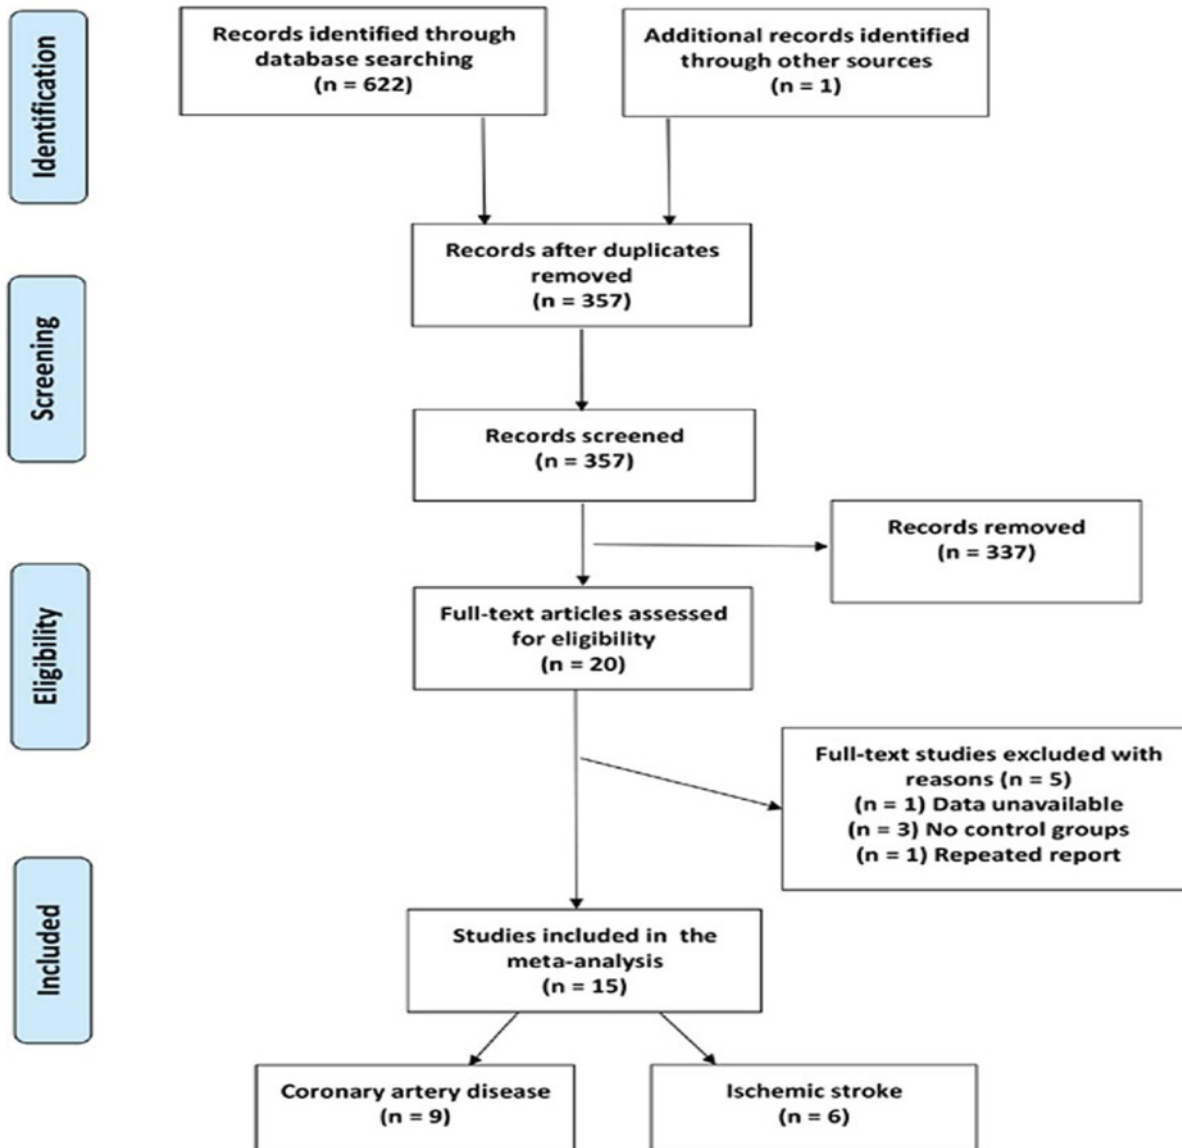 Identification
Records identified through
database searching
(n = 622)
Additional records identified
through other sources
(n = 1)
Records after duplicates
removed
(n = 357)
Screening
Records screened
(n = 357)
Records removed
(n = 337)
Eligibility
Full-text articles assessed
for eligibility
(n = 20)
Full-text studies excluded with
reasons (n = 5)
(n = 1) Data unavailable
(n = 3) No control groups
(n = 1) Repeated report
Included
Studies included in the
meta-analysis
(n = 15)
Coronary artery disease
(n = 9)
Ischemic stroke
(n = 6)